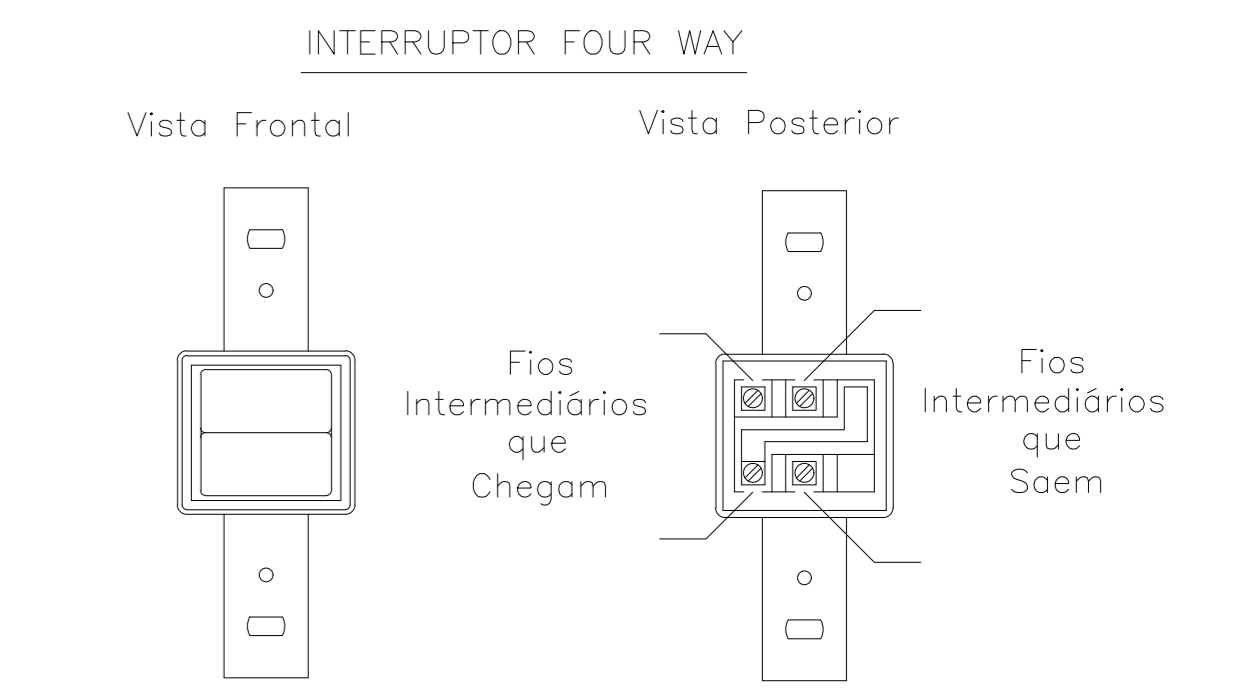 INTERRUPTOR FOUR WAY
Vista Frontal
Vista Posterior
Fios
Intermediários
que
Chegam
Fios
Intermediários
que
Saem